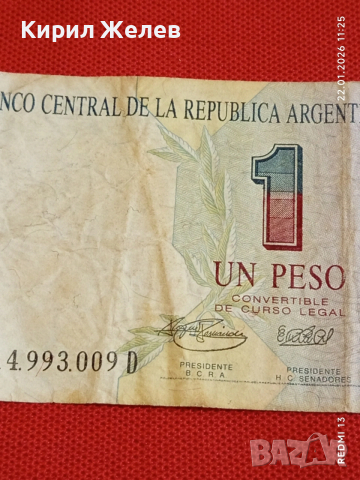 Кирил Желев
NCO CENTRAL DE LA REPUBLICA ARGENT
1
UN PESO
CONVERTIBLE
DE CURSO LEGAL
PRESIDENTE
B. C. R. A.
PRESIDENTE
H. C. SENADORES
4.993.009 D
REDMI 13
22.01.2026 11:25
bazar